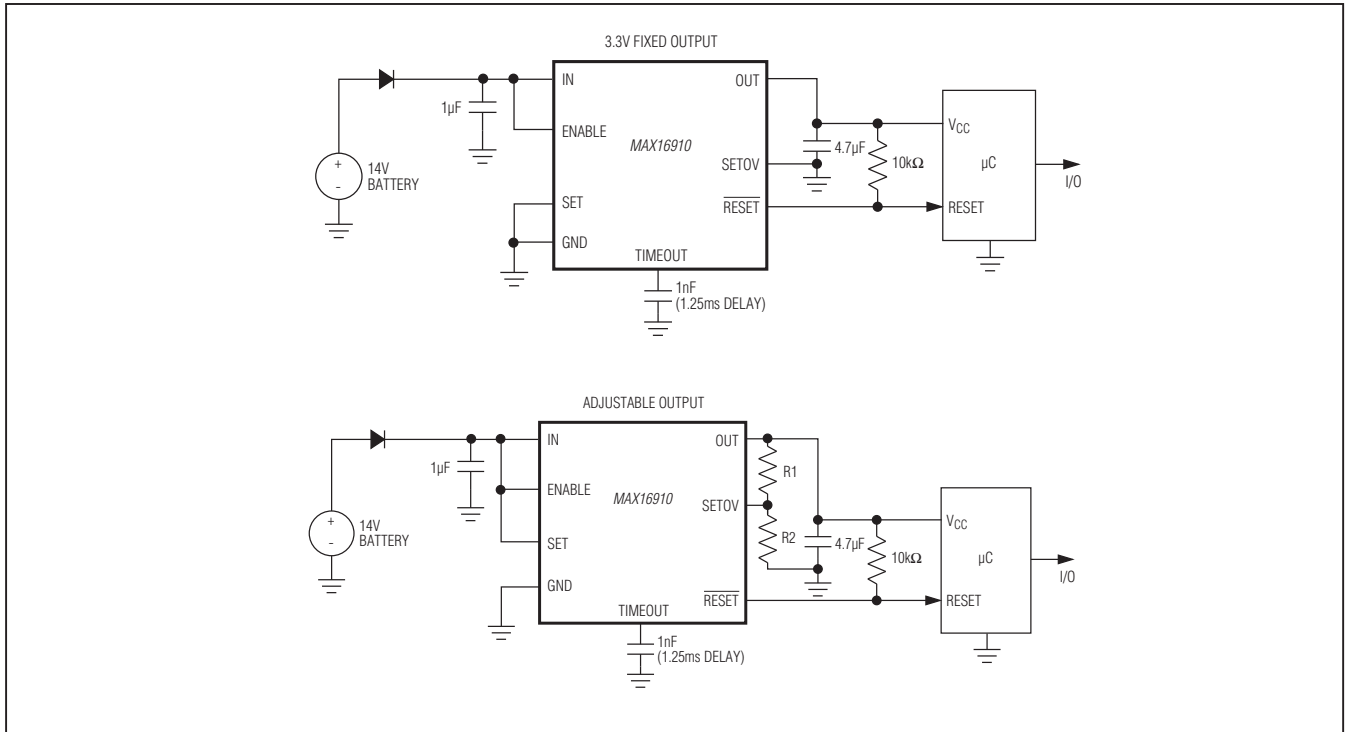 3.3V FIXED OUTPUT
IN
OUT
1µF
ENABLE
MAX16910
4.7µF
10kΩ
VCC
µC
I/O
+
-
14V
BATTERY
SETOV
SET
RESET
RESET
GND
TIMEOUT
1nF
(1.25ms DELAY)
ADJUSTABLE OUTPUT
IN
OUT
1µF
R1
ENABLE
MAX16910
SETOV
+
-
14V
BATTERY
SET
R2
4.7µF
10kΩ
VCC
µC
I/O
GND
RESET
RESET
TIMEOUT
1nF
(1.25ms DELAY)